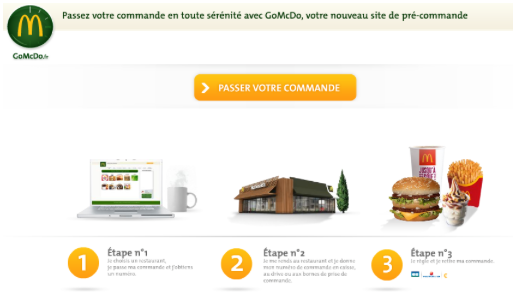 Passez votre commande en toute sérénité avec GoMcDo, votre nouveau site de pré-commande
GoMcDo.fr
PASSER VOTRE COMMANDE
1
Étape n°1
Je choisis un restaurant,
je passe ma commande et j'obtiens
un numéro.
2
Étape n°2
Je me rends au restaurant et je donne
mon numéro de commande en caisse,
au drive ou aux bornes de prise de
commande.
3
Étape n°3
Je règle et je retire ma commande.